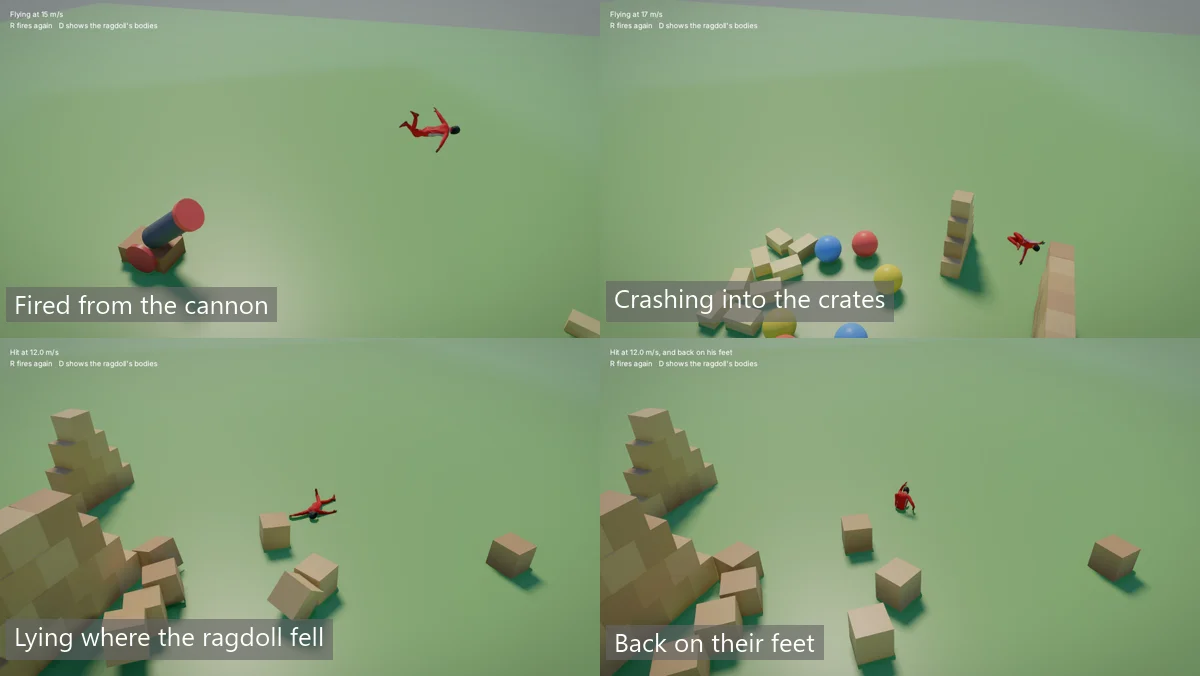 Flying at 15 m/s
R fires again D shows the ragdoll's bodies
Fired from the cannon
Flying at 17 m/s
R fires again D shows the ragdoll's bodies
Crashing into the crates
Hit at 12.0 m/s
R fires again D shows the ragdoll's bodies
Lying where the ragdoll fell
Hit at 12.0 m/s, and back on his feet
R fires again D shows the ragdoll's bodies
Back on their feet